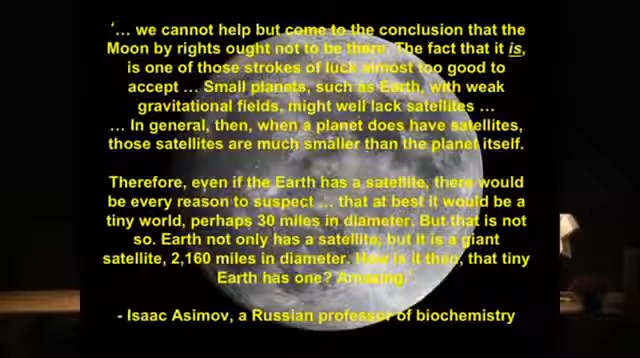 ‘... we cannot help but come to the conclusion that the
Moon by rights ought not to be there. The fact that it is,
is one of those strokes of luck almost too good to
accept ... Small planets, such as Earth, with weak
gravitational fields, might well lack satellites ...
... In general, then, when a planet does have satellites,
those satellites are much smaller than the planet itself.
Therefore, even if the Earth has a satellite, there would
be every reason to suspect ... that at best it would be a
tiny world, perhaps 30 miles in diameter. But that is not
so. Earth not only has a satellite, but it is a giant
satellite, 2,160 miles in diameter. How is it then, that tiny
Earth has one? Amazing.’
- Isaac Asimov, a Russian professor of biochemistry